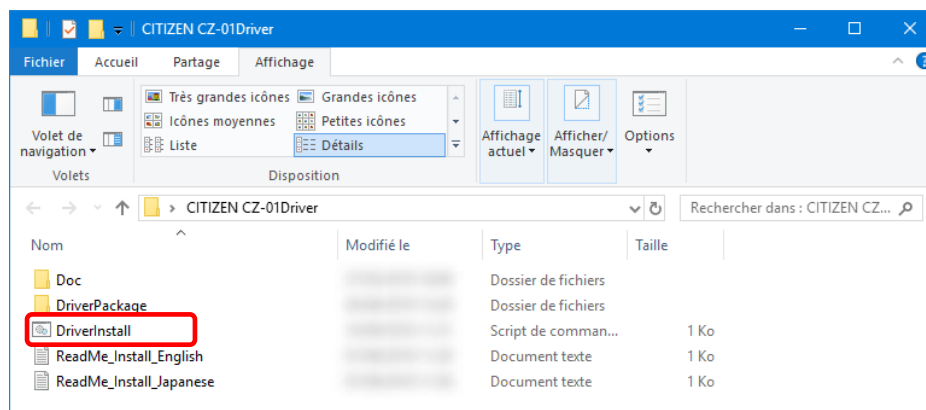 CITIZEN CZ-01Driver
Fichier Accueil Partage Affichage
Très grandes icônes Grandes icônes
Icônes moyennes Petites icônes
Liste Détails
Volet de navigation
Affichage actuel
Afficher/ Masquer
Options
Volets Disposition
CITIZEN CZ-01Driver Rechercher dans : CITIZEN CZ...
Nom Modifié le Type Taille
Doc Dossier de fichiers
DriverPackage Dossier de fichiers
DriverInstall Script de comman... 1 Ko
ReadMe_Install_English Document texte 1 Ko
ReadMe_Install_Japanese Document texte 1 Ko